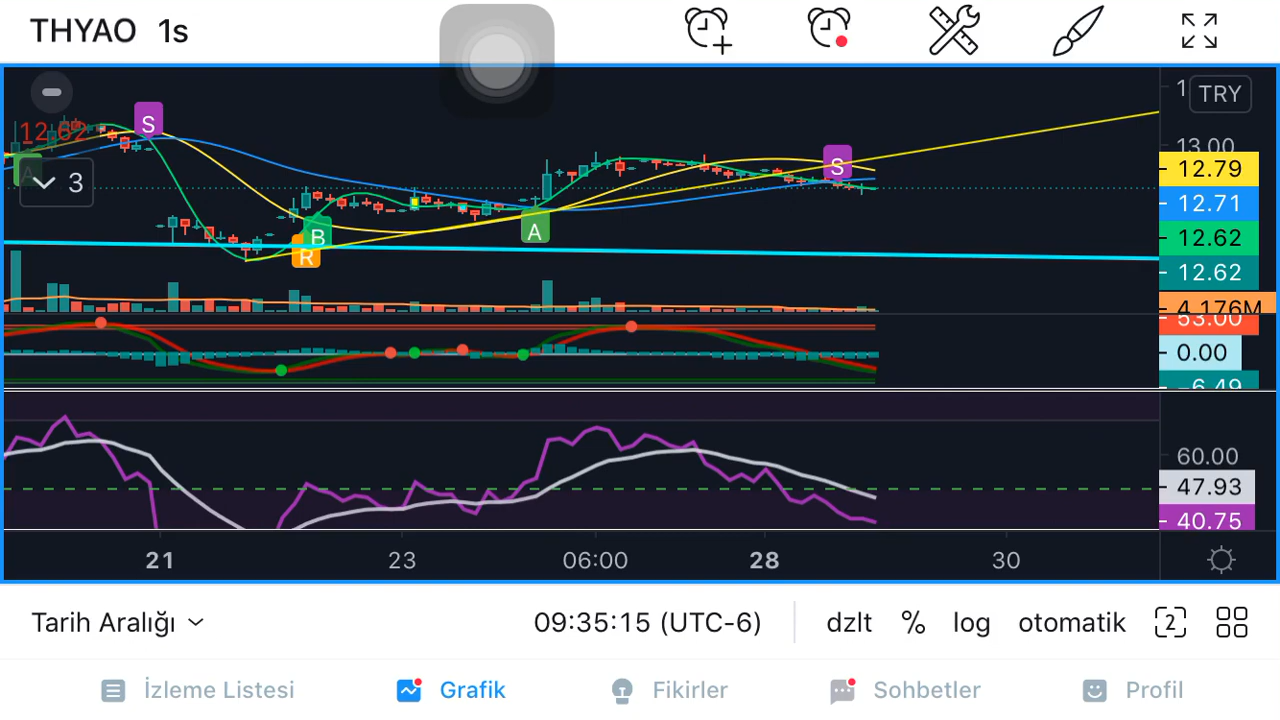 THYAO 1s
TRY
12.62
S
S
13.00
12.79
3
12.71
A
B
12.62
R
12.62
4.176M
53.00
0.00
−6.49
60.00
47.93
40.75
21 23 06:00 28 30
Tarih Aralığı 09:35:15 (UTC-6) dzlt % log otomatik 2
İzleme Listesi Grafik Fikirler Sohbetler Profil